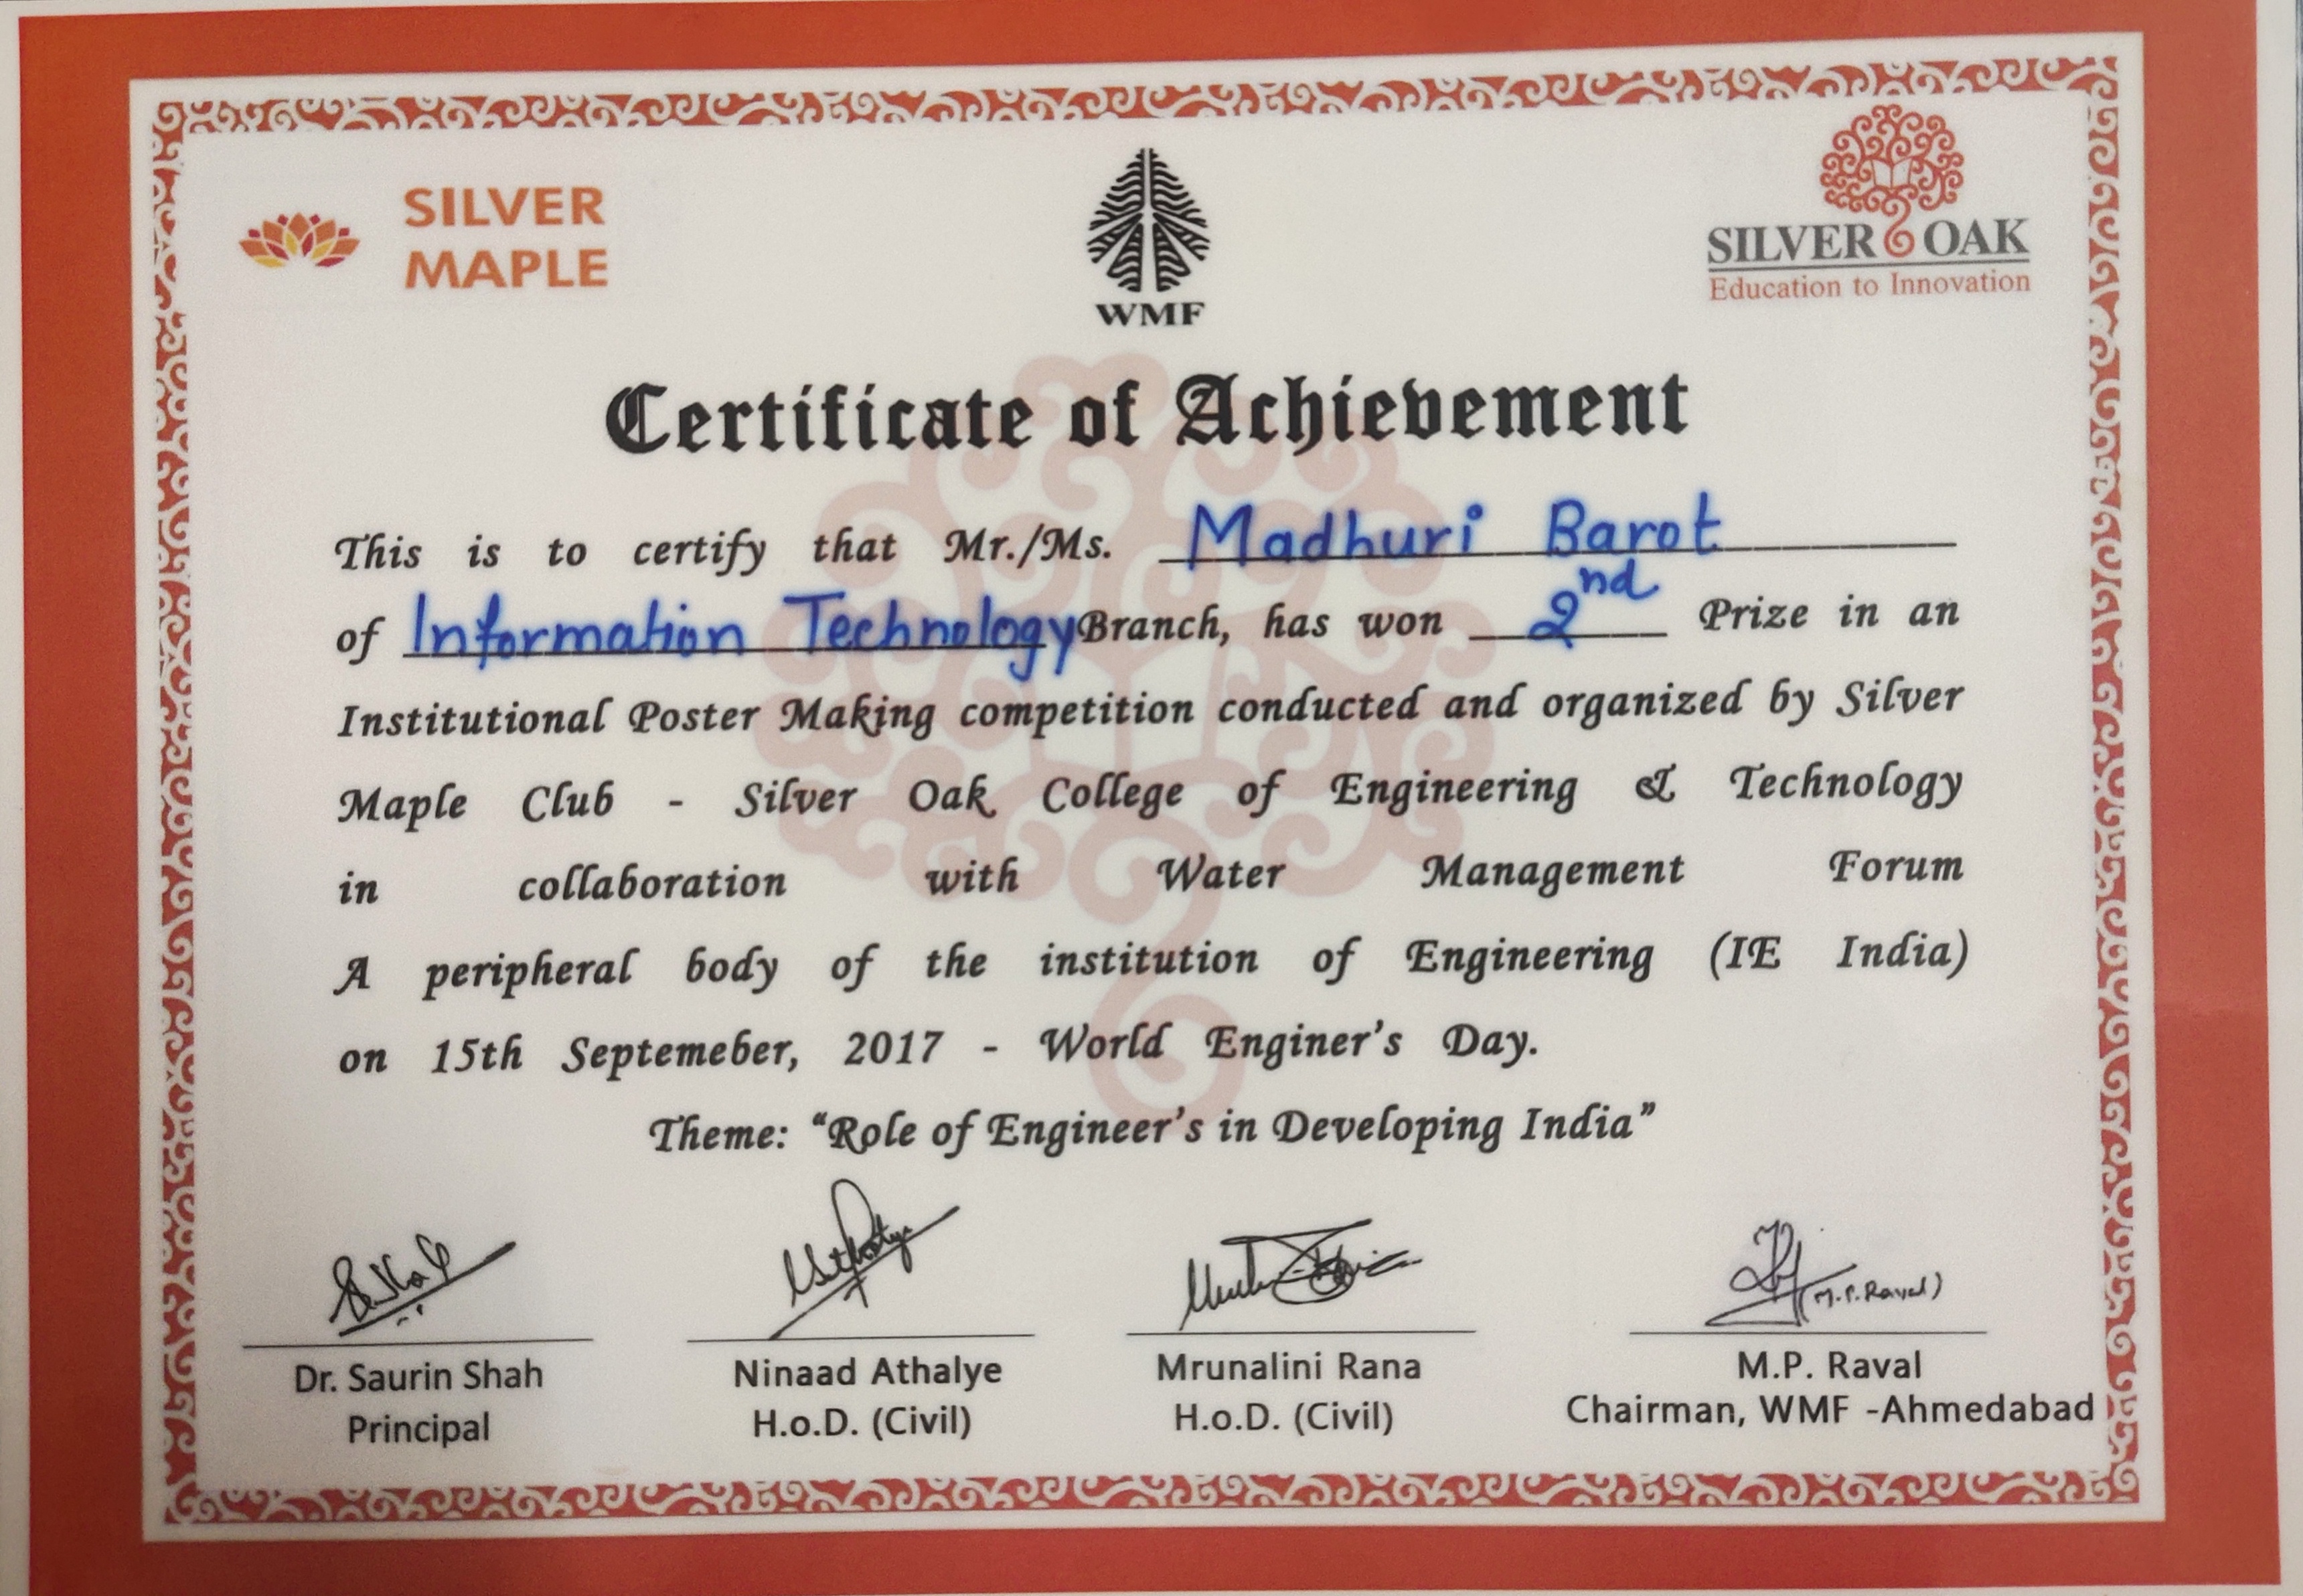 SILVER
MAPLE
WMF
SILVER OAK
Education to Innovation
Certificate of Achievement
This is to certify that Mr./Ms. Madhuri Barot
of Information Technology Branch, has won 2nd Prize in an
Institutional Poster Making competition conducted and organized by Silver
Maple Club - Silver Oak College of Engineering & Technology
in collaboration with Water Management Forum
A peripheral body of the institution of Engineering (IE India)
on 15th Septemeber, 2017 - World Enginer's Day.
Theme: “Role of Engineer's in Developing India”
(M.P. Raval)
Dr. Saurin Shah
Principal
Ninaad Athalye
H.o.D. (Civil)
Mrunalini Rana
H.o.D. (Civil)
M.P. Raval
Chairman, WMF -Ahmedabad